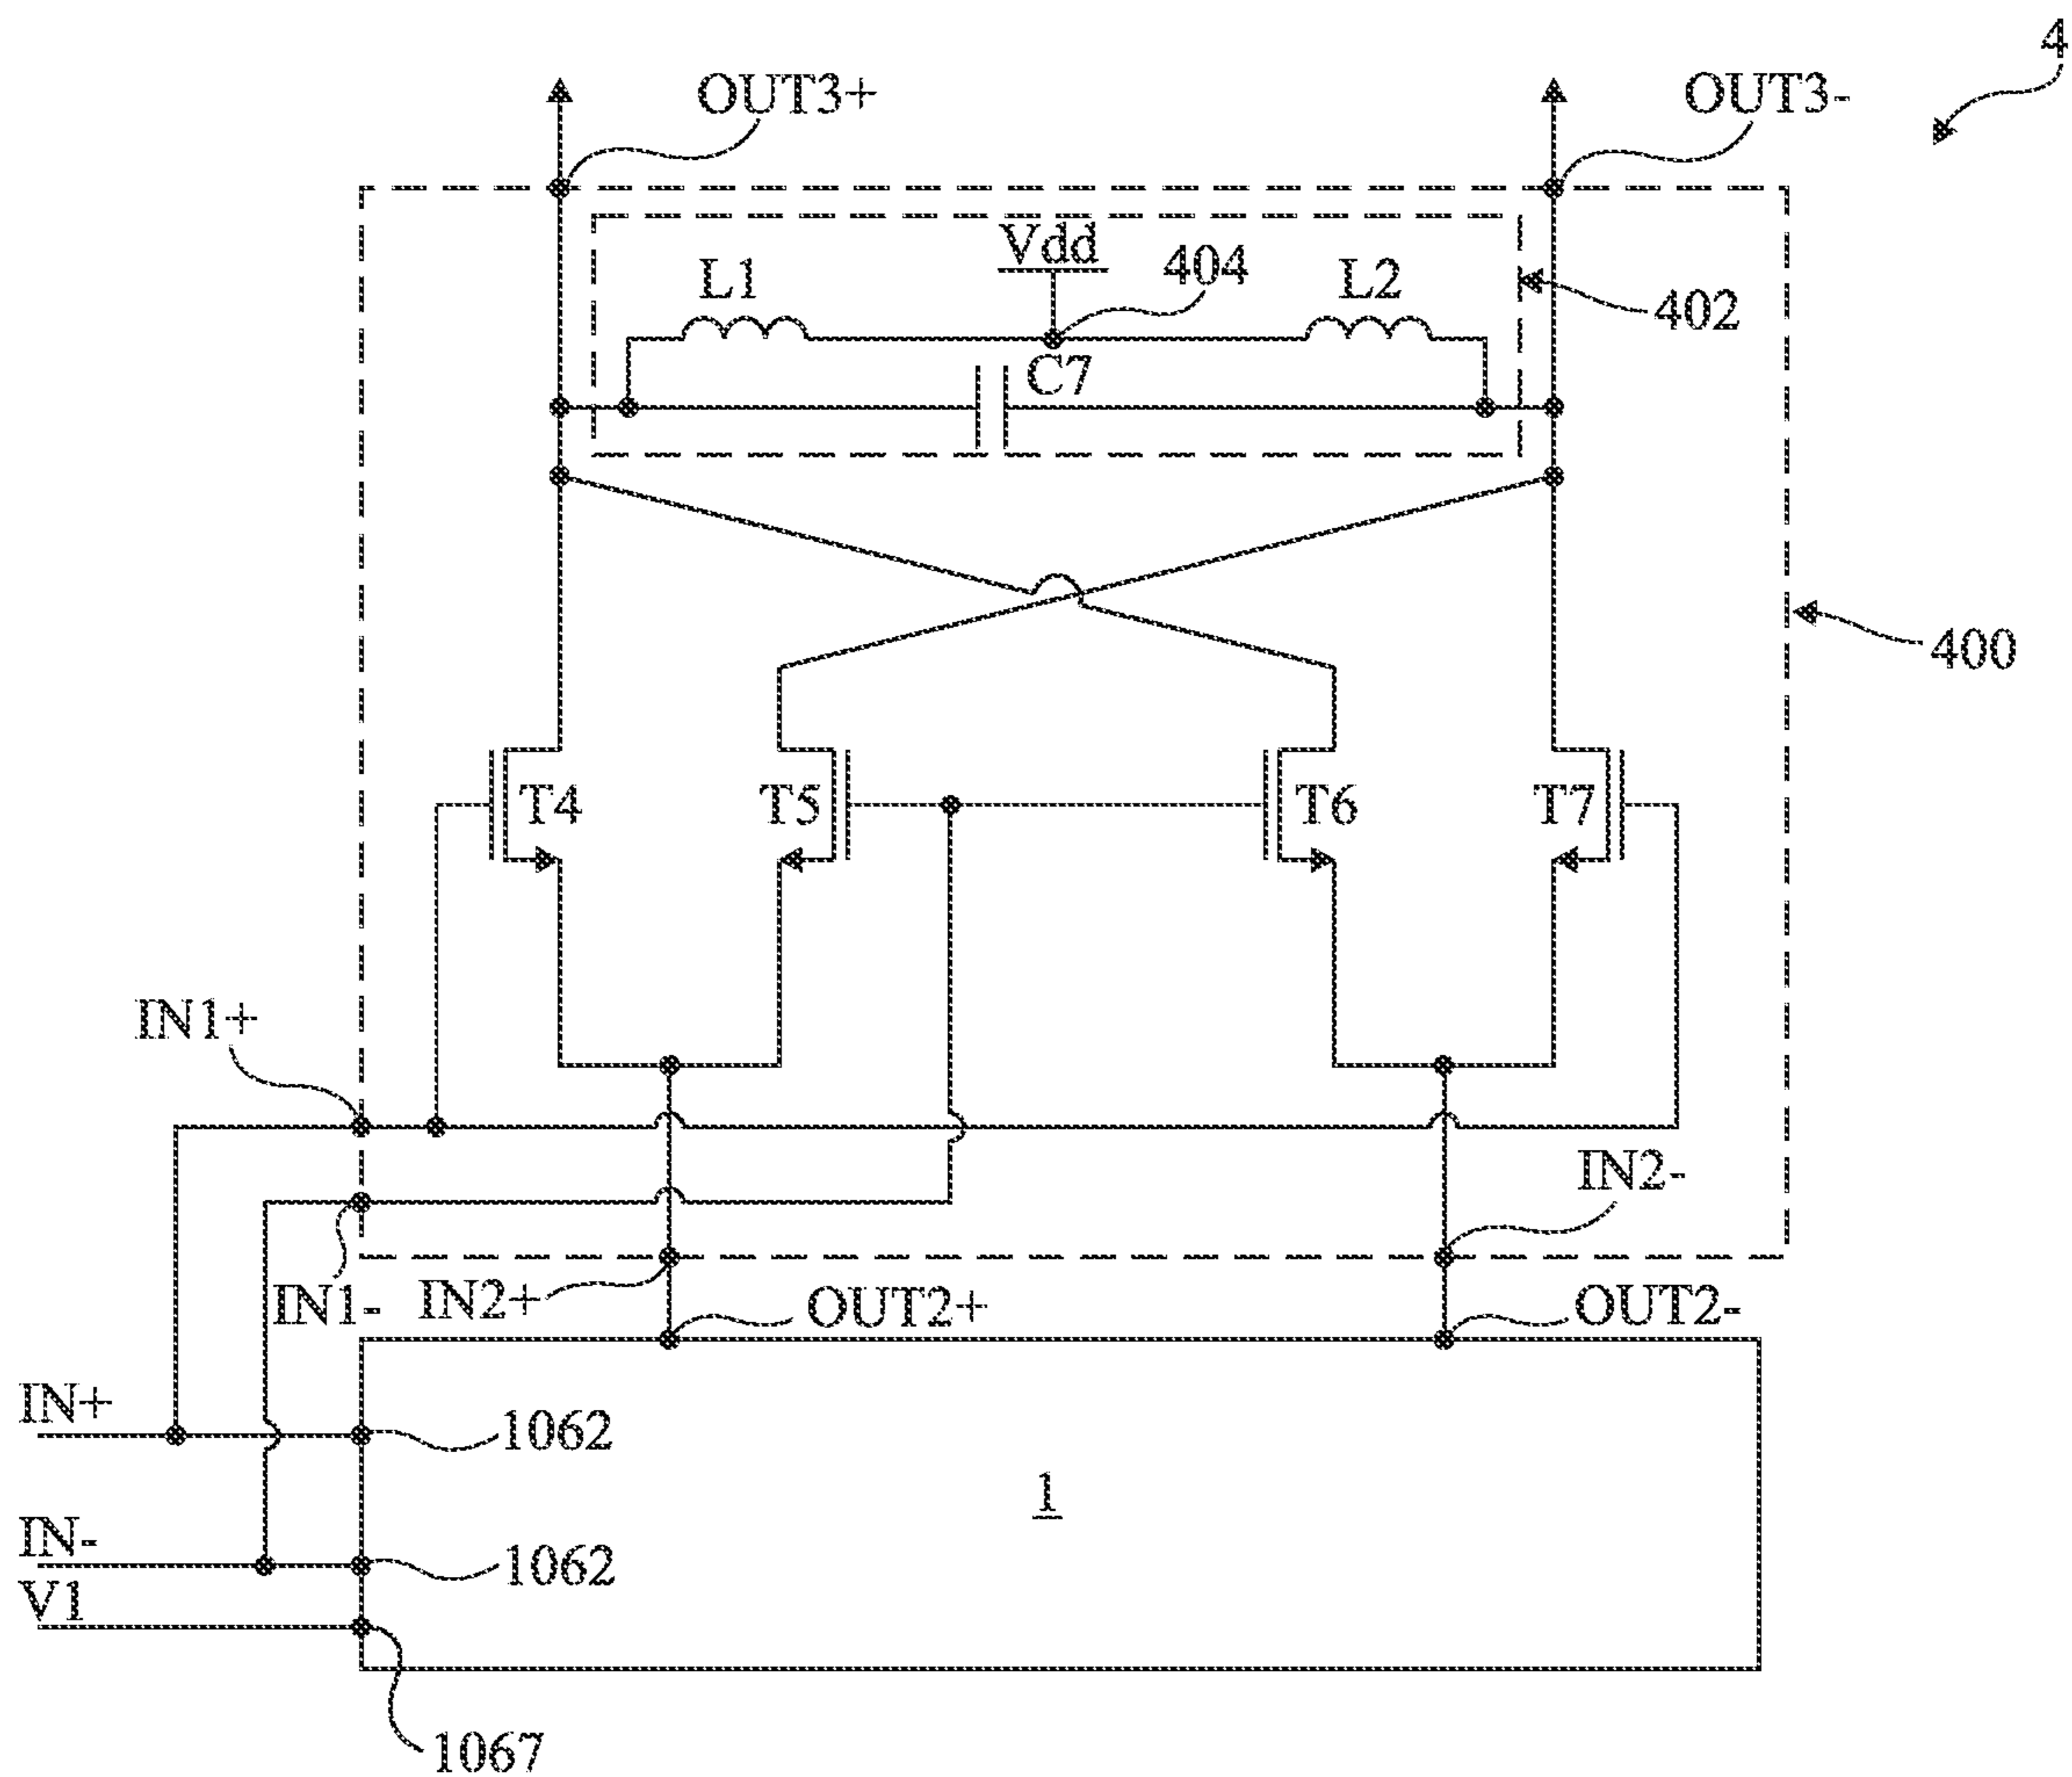 4
OUT3+
OUT3-
Vdd
404
L1
L2
402
C7
400
T4
T5
T6
T7
IN1+
IN2-
IN1-
IN2+
OUT2+
OUT2-
IN+
1062
1
IN-
1062
V1
1067